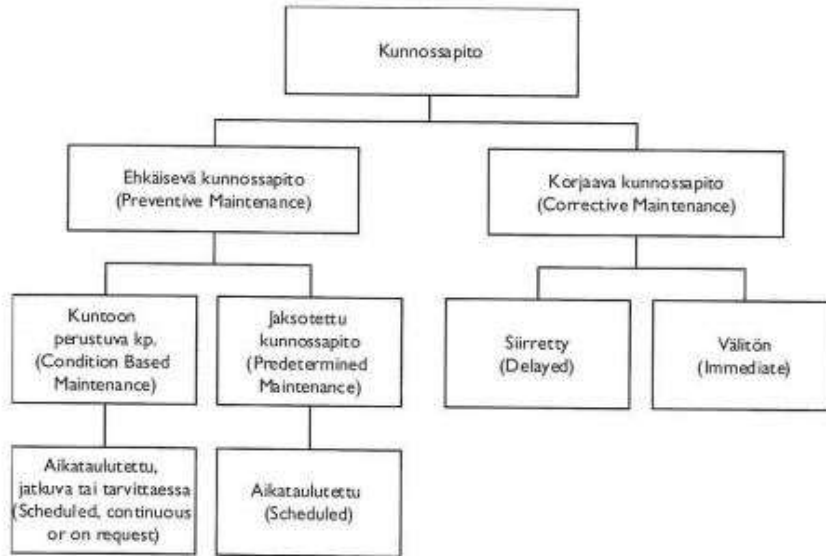 Kunnossapito
Ehkäisevä kunnossapito
(Preventive Maintenance)
Korjaava kunnossapito
(Corrective Maintenance)
Kuntoon
perustuva kp.
(Condition Based
Maintenance)
Jaksotettu
kunnossapito
(Predetermined
Maintenance)
Siirretty
(Delayed)
Välitön
(Immediate)
Aikataulutettu,
jatkuva tai tarvittaessa
(Scheduled, continuous
or on request)
Aikataulutettu
(Scheduled)